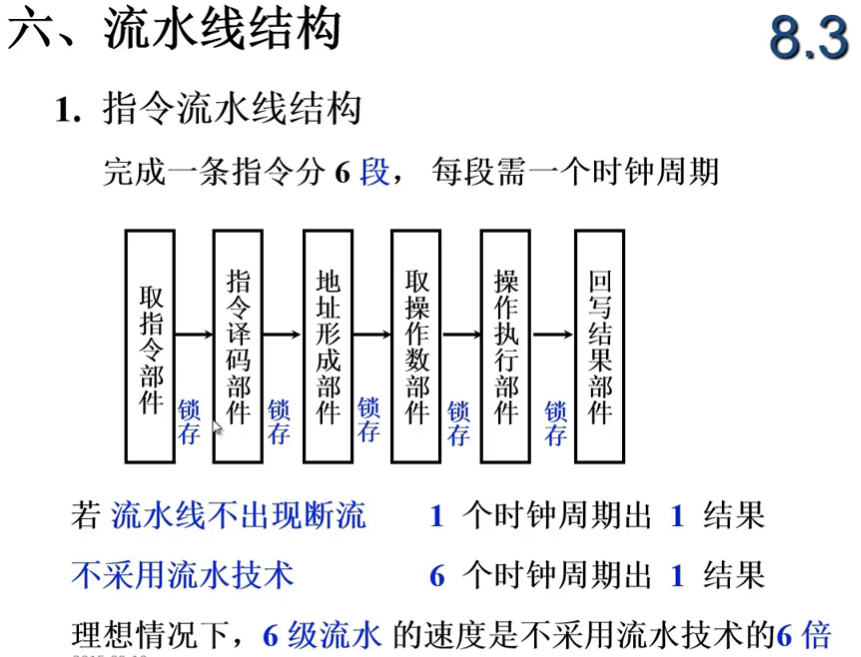 六、流水线结构
8.3
1. 指令流水线结构
完成一条指令分 6 段， 每段需一个时钟周期
取指令部件
锁存
指令译码部件
锁存
地址形成部件
锁存
取操作数部件
锁存
操作执行部件
锁存
回写结果部件
若 流水线不出现断流 1 个时钟周期出 1 结果
不采用流水技术 6 个时钟周期出 1 结果
理想情况下，6 级流水 的速度是不采用流水技术的6 倍